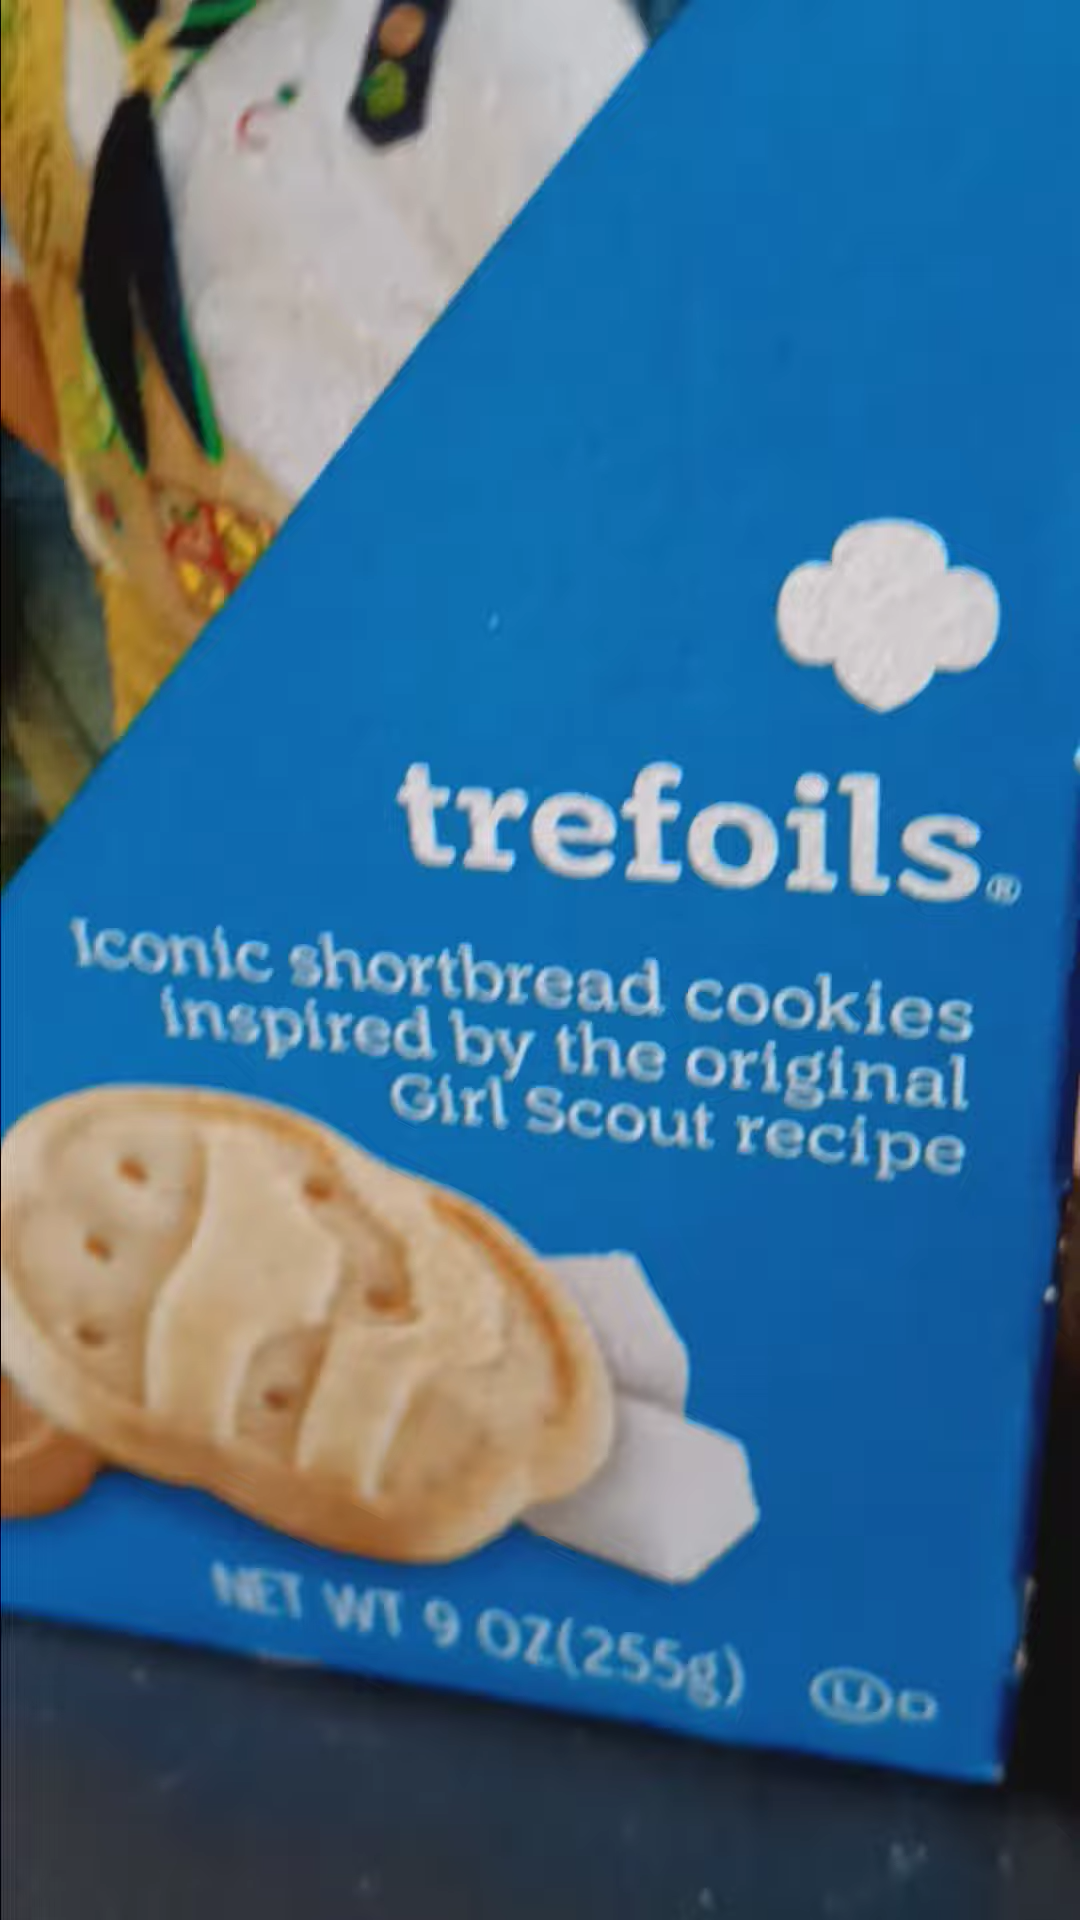 trefoils®
Iconic shortbread cookies
inspired by the original
Girl Scout recipe
NET WT 9 OZ(255g)
U D